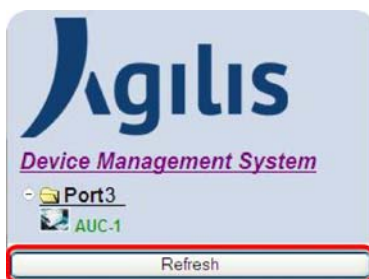 Agilis
Device Management System
Port3
AUC-1
Refresh